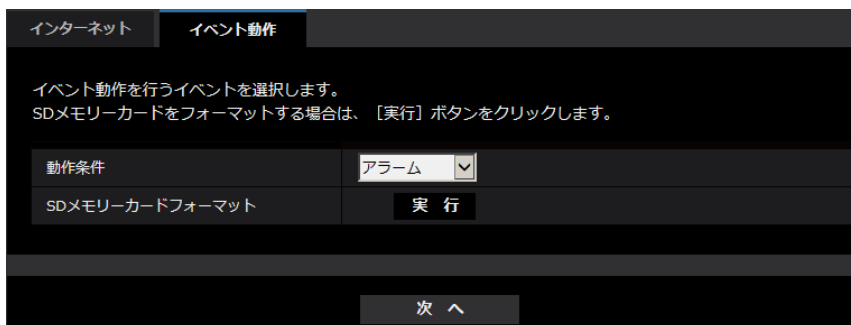 インターネット
イベント動作
イベント動作を行うイベントを選択します。
SDメモリーカードをフォーマットする場合は、［実行］ボタンをクリックします。
動作条件
アラーム
SDメモリーカードフォーマット
実 行
次 へ